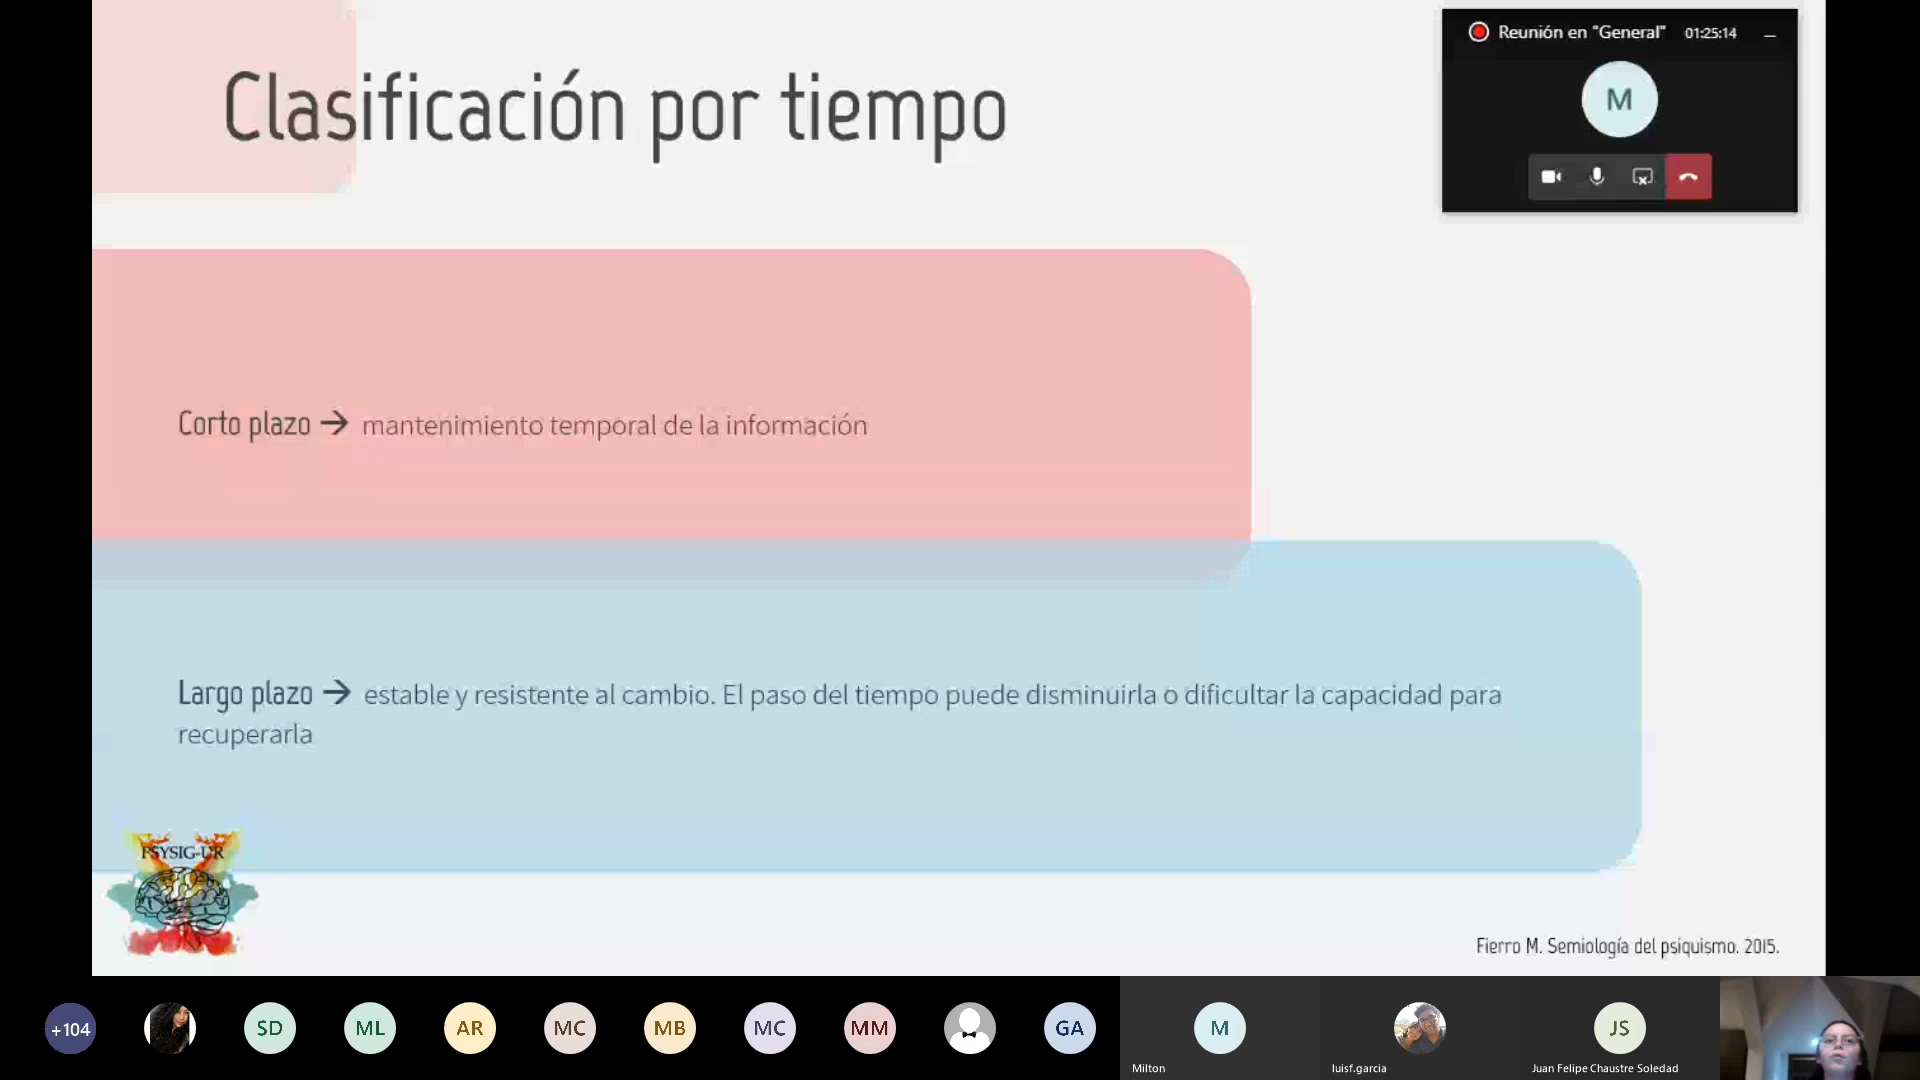 Clasificación por tiempo
Reunión en "General" 01:25:14
M
Corto plazo → mantenimiento temporal de la información
Largo plazo → estable y resistente al cambio. El paso del tiempo puede disminuirla o dificultar la capacidad para
recuperarla
PSYSIG-UR
Fierro M. Semiología del psiquismo. 2015.
+104
SD
ML
AR
MC
MB
MC
MM
GA
M
JS
Milton
luisf.garcia
Juan Felipe Chaustre Soledad